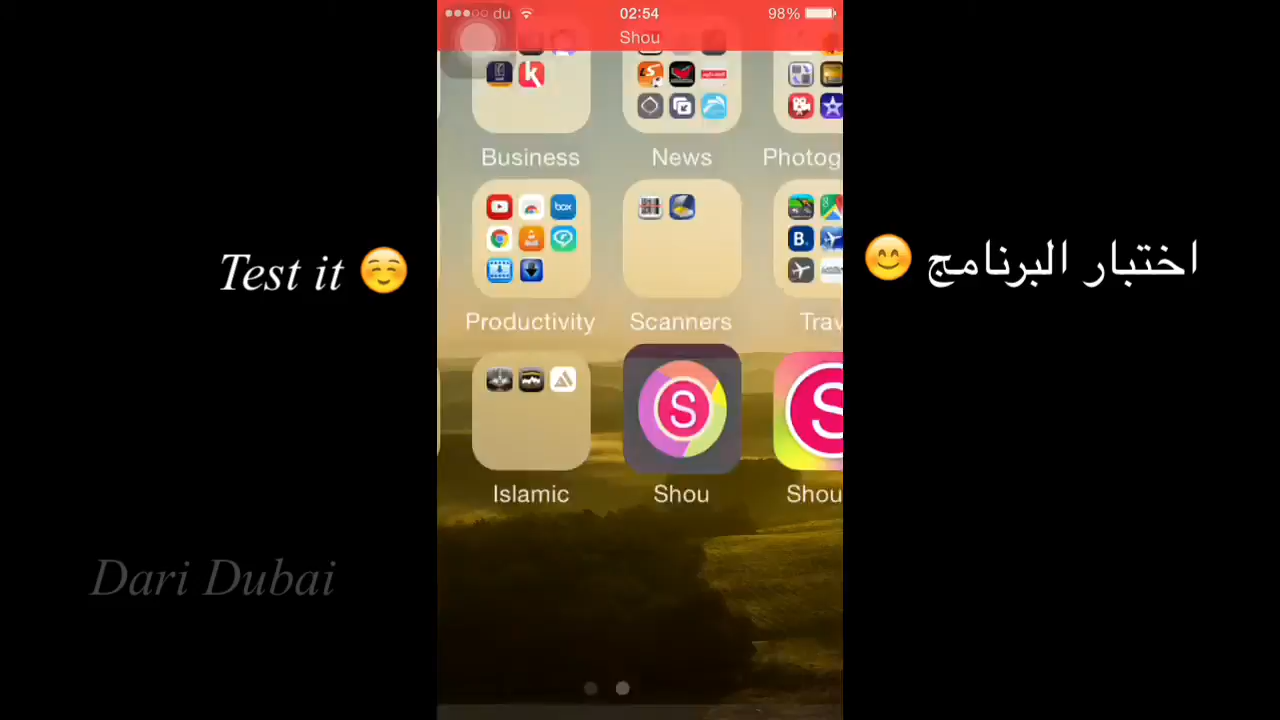 du 02:54 98%
Shou
Business News Photog
Test it ☺️
😊 اختبار البرنامج
box
B.
Productivity Scanners Trav
S S
Islamic Shou Shou
Dari Dubai